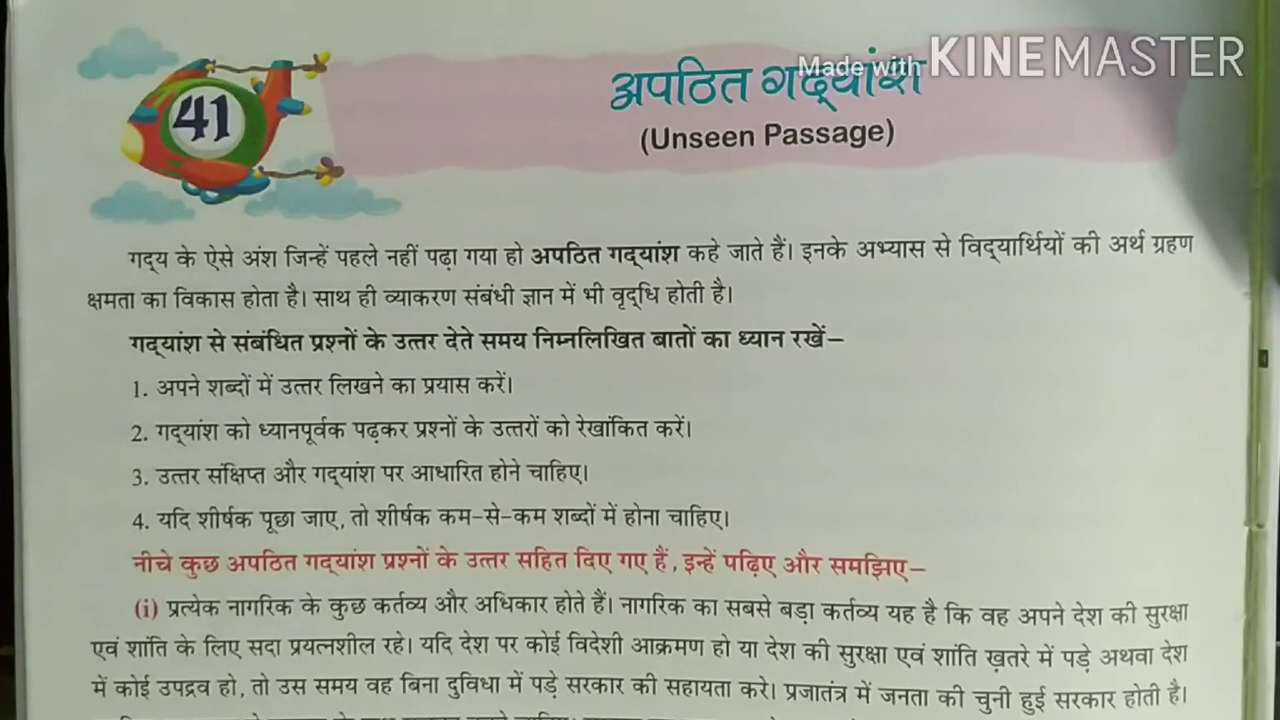 41
Made with KINEMASTER
अपठित गद्यांश
(Unseen Passage)
गद्य के ऐसे अंश जिन्हें पहले नहीं पढ़ा गया हो अपठित गद्यांश कहे जाते हैं। इनके अभ्यास से विद्यार्थियों की अर्थ ग्रहण
क्षमता का विकास होता है। साथ ही व्याकरण संबंधी ज्ञान में भी वृद्धि होती है।
गद्यांश से संबंधित प्रश्नों के उत्तर देते समय निम्नलिखित बातों का ध्यान रखें–
1. अपने शब्दों में उत्तर लिखने का प्रयास करें।
2. गद्यांश को ध्यानपूर्वक पढ़कर प्रश्नों के उत्तरों को रेखांकित करें।
3. उत्तर संक्षिप्त और गद्यांश पर आधारित होने चाहिए।
4. यदि शीर्षक पूछा जाए, तो शीर्षक कम-से-कम शब्दों में होना चाहिए।
नीचे कुछ अपठित गद्यांश प्रश्नों के उत्तर सहित दिए गए हैं, इन्हें पढ़िए और समझिए–
(i) प्रत्येक नागरिक के कुछ कर्तव्य और अधिकार होते हैं। नागरिक का सबसे बड़ा कर्तव्य यह है कि वह अपने देश की सुरक्षा
एवं शांति के लिए सदा प्रयत्नशील रहे। यदि देश पर कोई विदेशी आक्रमण हो या देश की सुरक्षा एवं शांति ख़तरे में पड़े अथवा देश
में कोई उपद्रव हो, तो उस समय वह बिना दुविधा में पड़े सरकार की सहायता करे। प्रजातंत्र में जनता की चुनी हुई सरकार होती है।